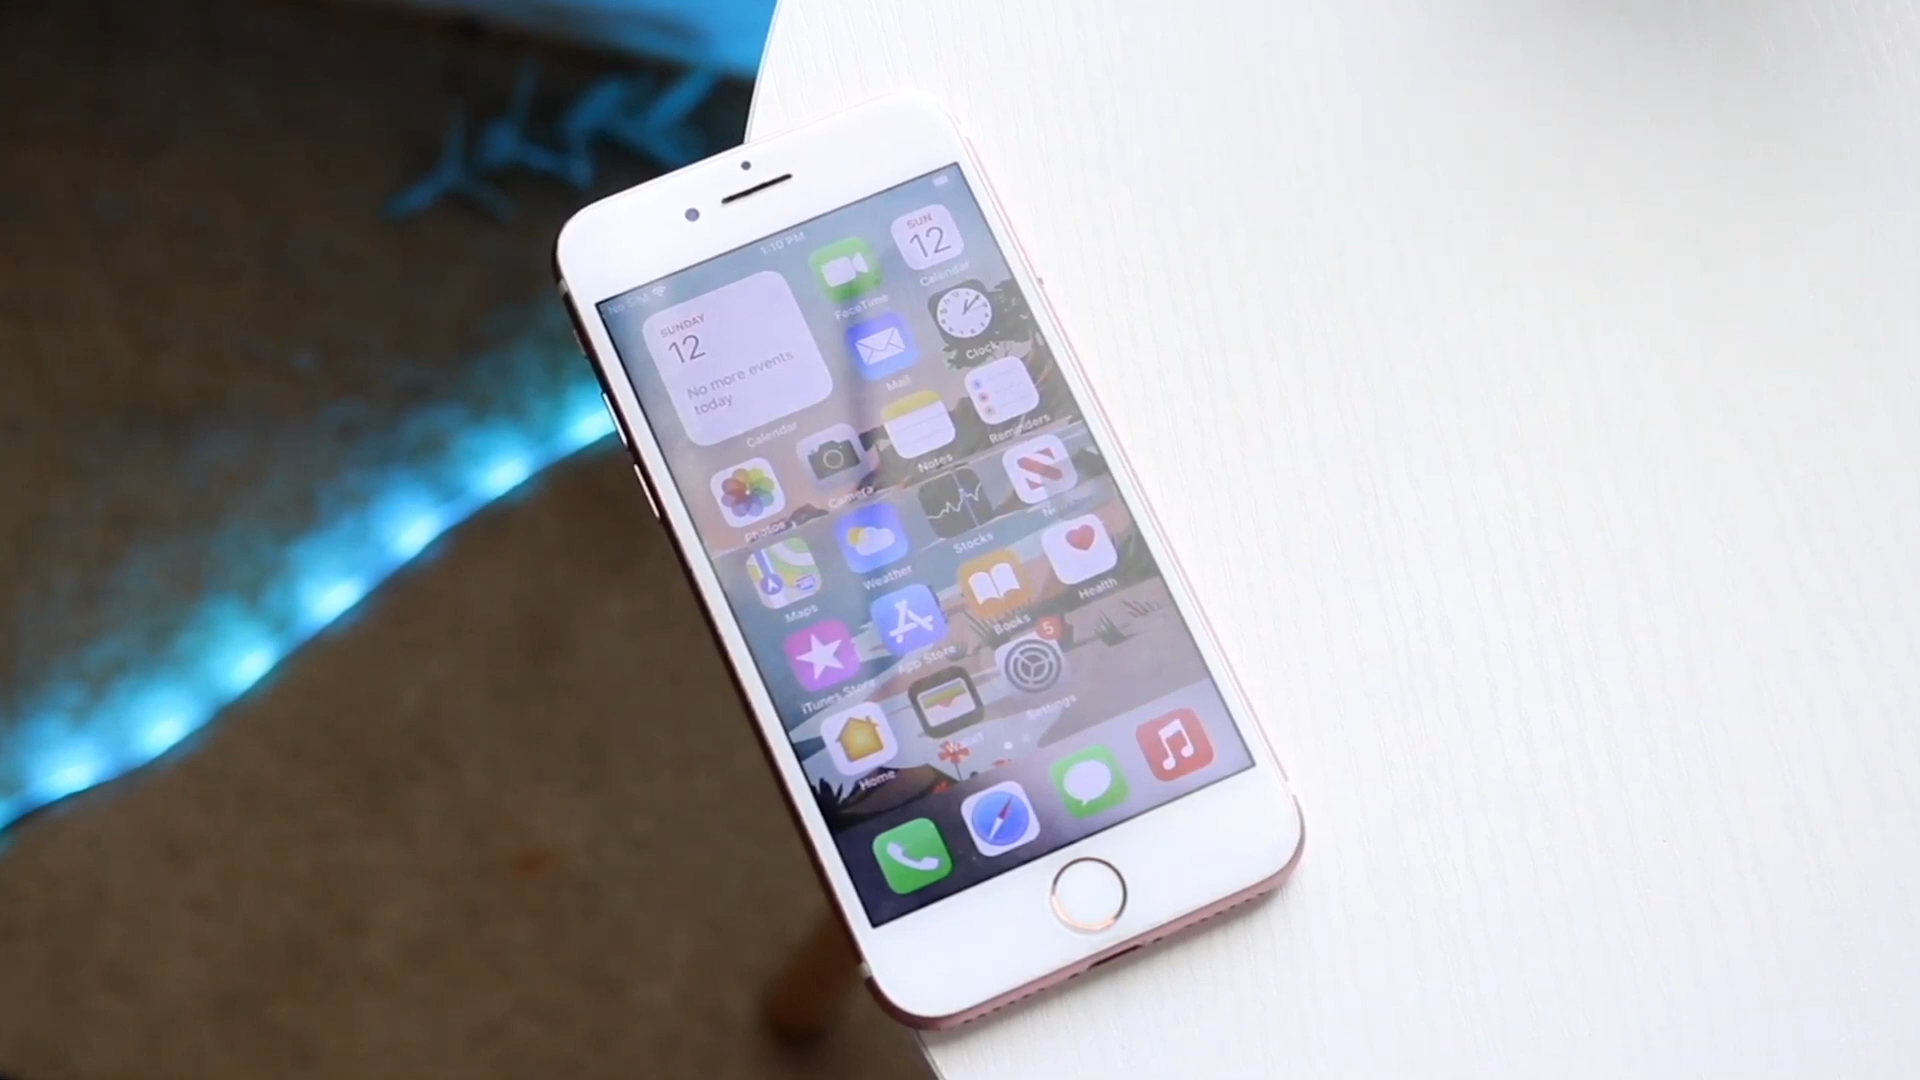 No SIM
1:10 PM
SUNDAY
12
No more events
today
Calendar
FaceTime
SUN
12
Calendar
Mail
Clock
Photos
Camera
Notes
Reminders
Maps
Weather
Stocks
iTunes Store
App Store
Books
Health
5
Home
Wallet
Settings